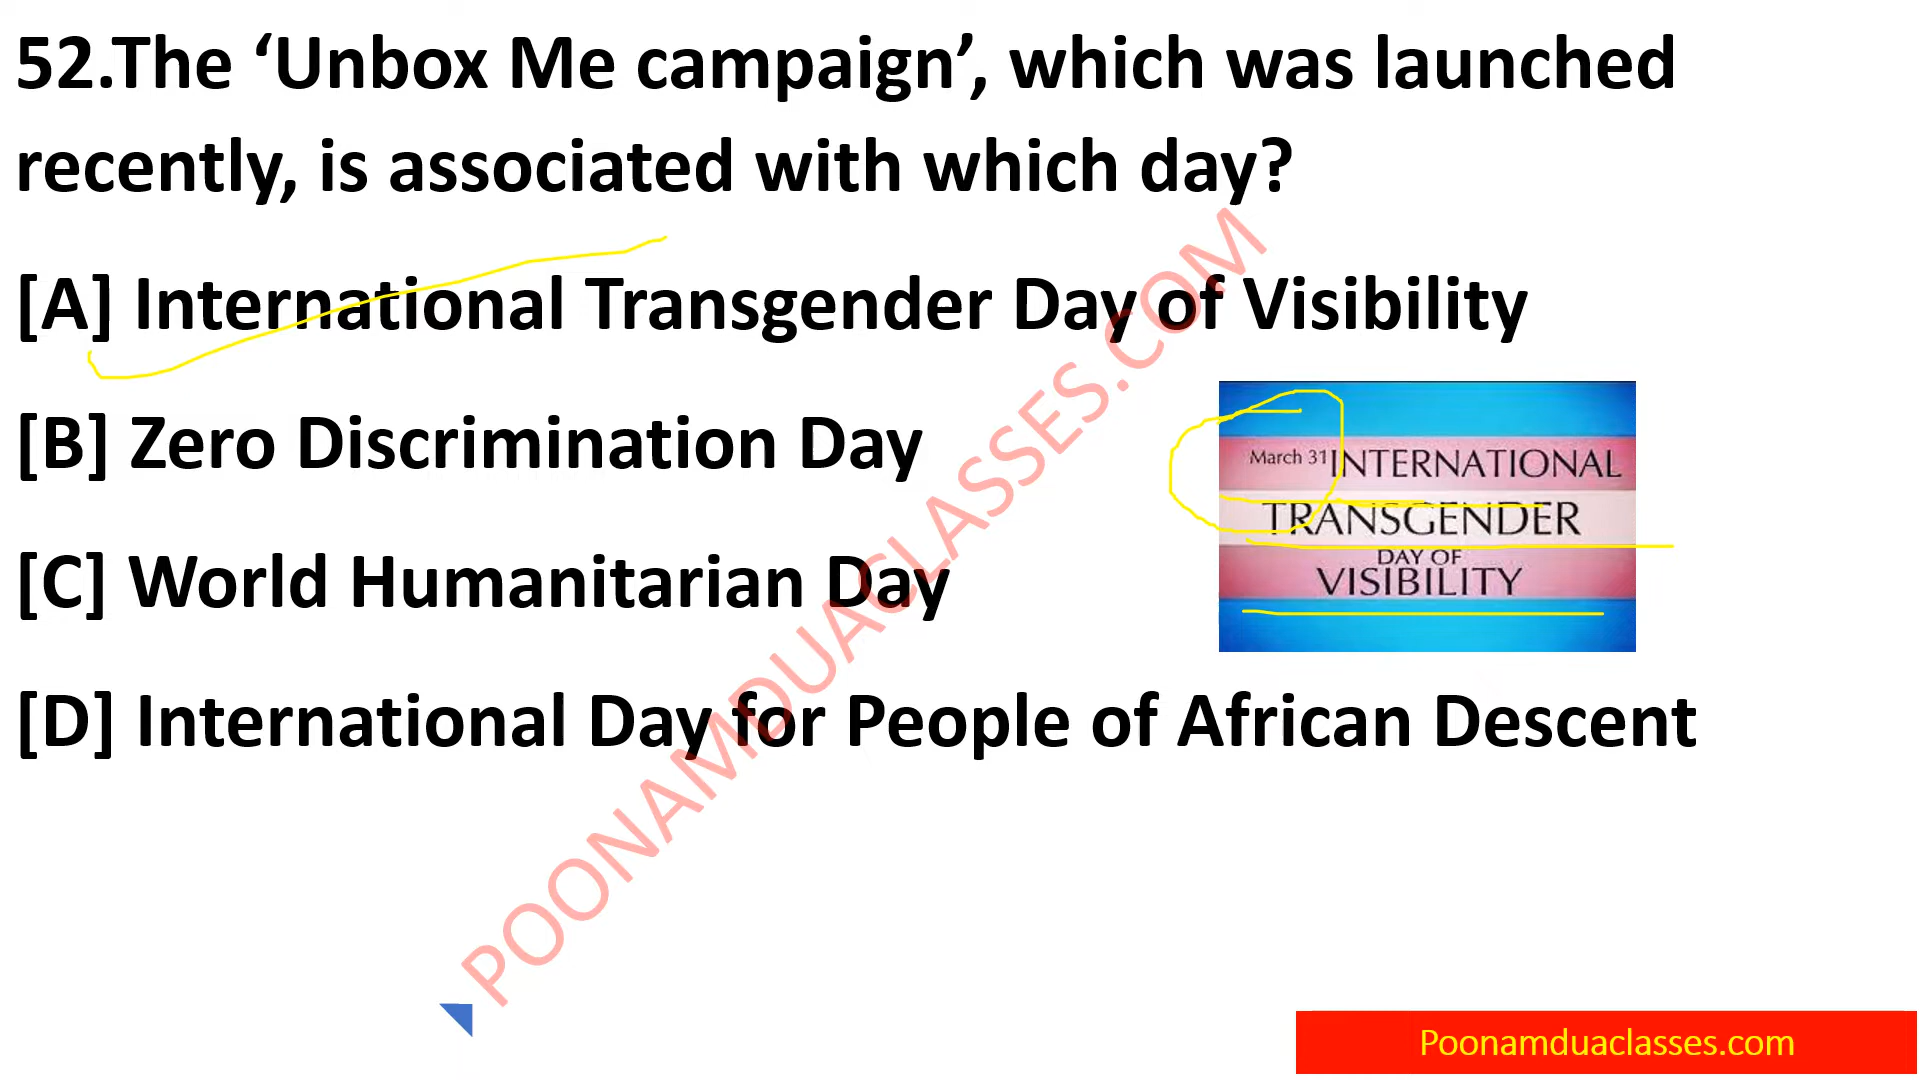 52.The ‘Unbox Me campaign’, which was launched
recently, is associated with which day?
[A] International Transgender Day of Visibility
[B] Zero Discrimination Day
[C] World Humanitarian Day
[D] International Day for People of African Descent
March 31 INTERNATIONAL
TRANSGENDER
DAY OF
VISIBILITY
POONAMDUACLASSES.COM
Poonamduaclasses.com